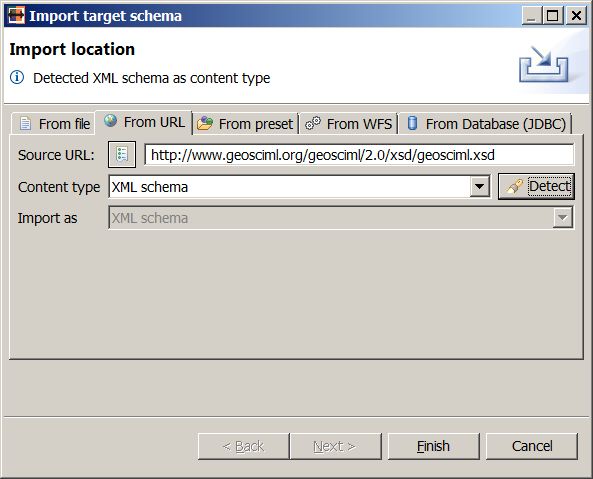 Import target schema
Import location
Detected XML schema as content type
From file From URL From preset From WFS From Database (JDBC)
Source URL: http://www.geosciml.org/geosciml/2.0/xsd/geosciml.xsd
Content type XML schema Detect
Import as XML schema
< Back Next > Finish Cancel